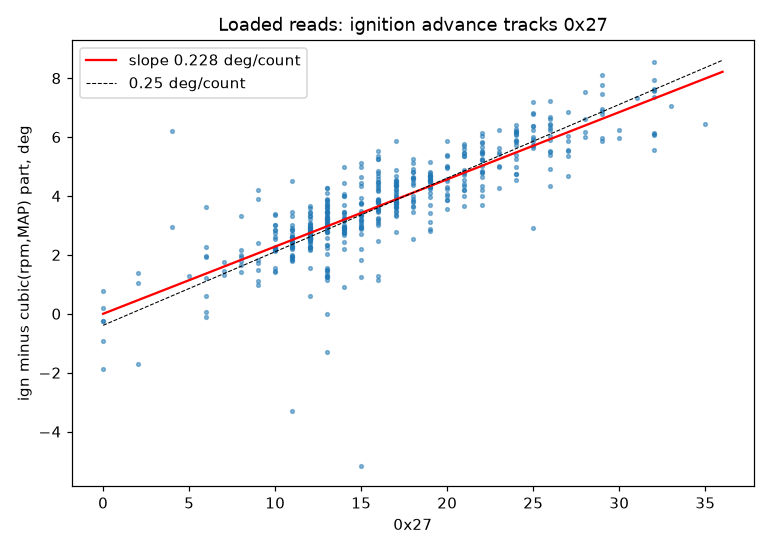 Loaded reads: ignition advance tracks 0x27
slope 0.228 deg/count
0.25 deg/count
ign minus cubic(rpm,MAP) part, deg
8
6
4
2
0
−2
−4
0 5 10 15 20 25 30 35
0x27